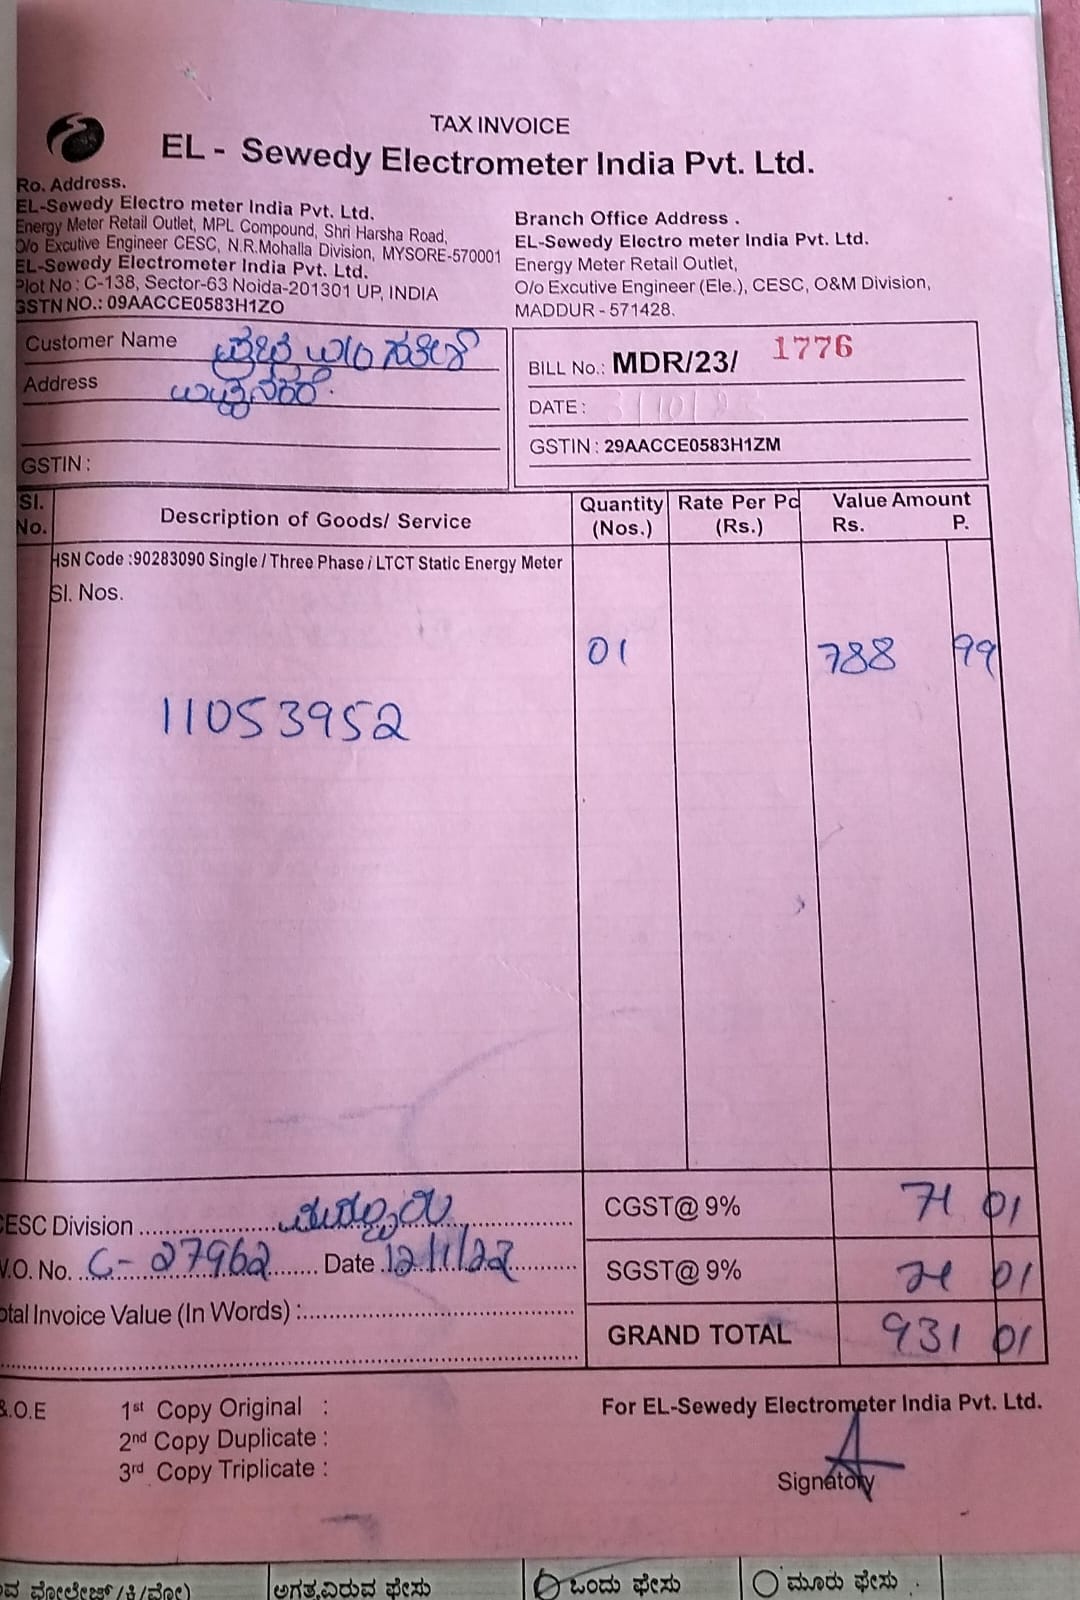 TAX INVOICE
EL - Sewedy Electrometer India Pvt. Ltd.
Ro. Address.
EL-Sewedy Electro meter India Pvt. Ltd.
Energy Meter Retail Outlet, MPL Compound, Shri Harsha Road,
O/o Excutive Engineer CESC, N.R.Mohalla Division, MYSORE-570001
EL-Sewedy Electrometer India Pvt. Ltd.
Plot No : C-138, Sector-63 Noida-201301 UP, INDIA
GSTN NO.: 09AACCE0583H1ZO
Branch Office Address .
EL-Sewedy Electro meter India Pvt. Ltd.
Energy Meter Retail Outlet,
O/o Excutive Engineer (Ele.), CESC, O&M Division,
MADDUR - 571428.
Customer Name
Address
GSTIN :
BILL No.: MDR/23/ 1776
DATE :
GSTIN : 29AACCE0583H1ZM
Sl. No. Description of Goods/ Service Quantity (Nos.) Rate Per Pc (Rs.) Value Amount Rs. P.
HSN Code :90283090 Single / Three Phase / LTCT Static Energy Meter
Sl. Nos.
01 788 99
11053952
CESC Division ಮದ್ದೂರು
CGST@ 9% 71 01
W.O. No. C- 27962 Date
SGST@ 9% 71 01
Total Invoice Value (In Words) :
GRAND TOTAL 931 01
&.O.E
1st Copy Original :
2nd Copy Duplicate :
3rd Copy Triplicate :
For EL-Sewedy Electrometer India Pvt. Ltd.
Signatory
ಅಗತ್ಯವಿರುವ ಫೇಸು ಒಂದು ಫೇಸು ಮೂರು ಫೇಸು